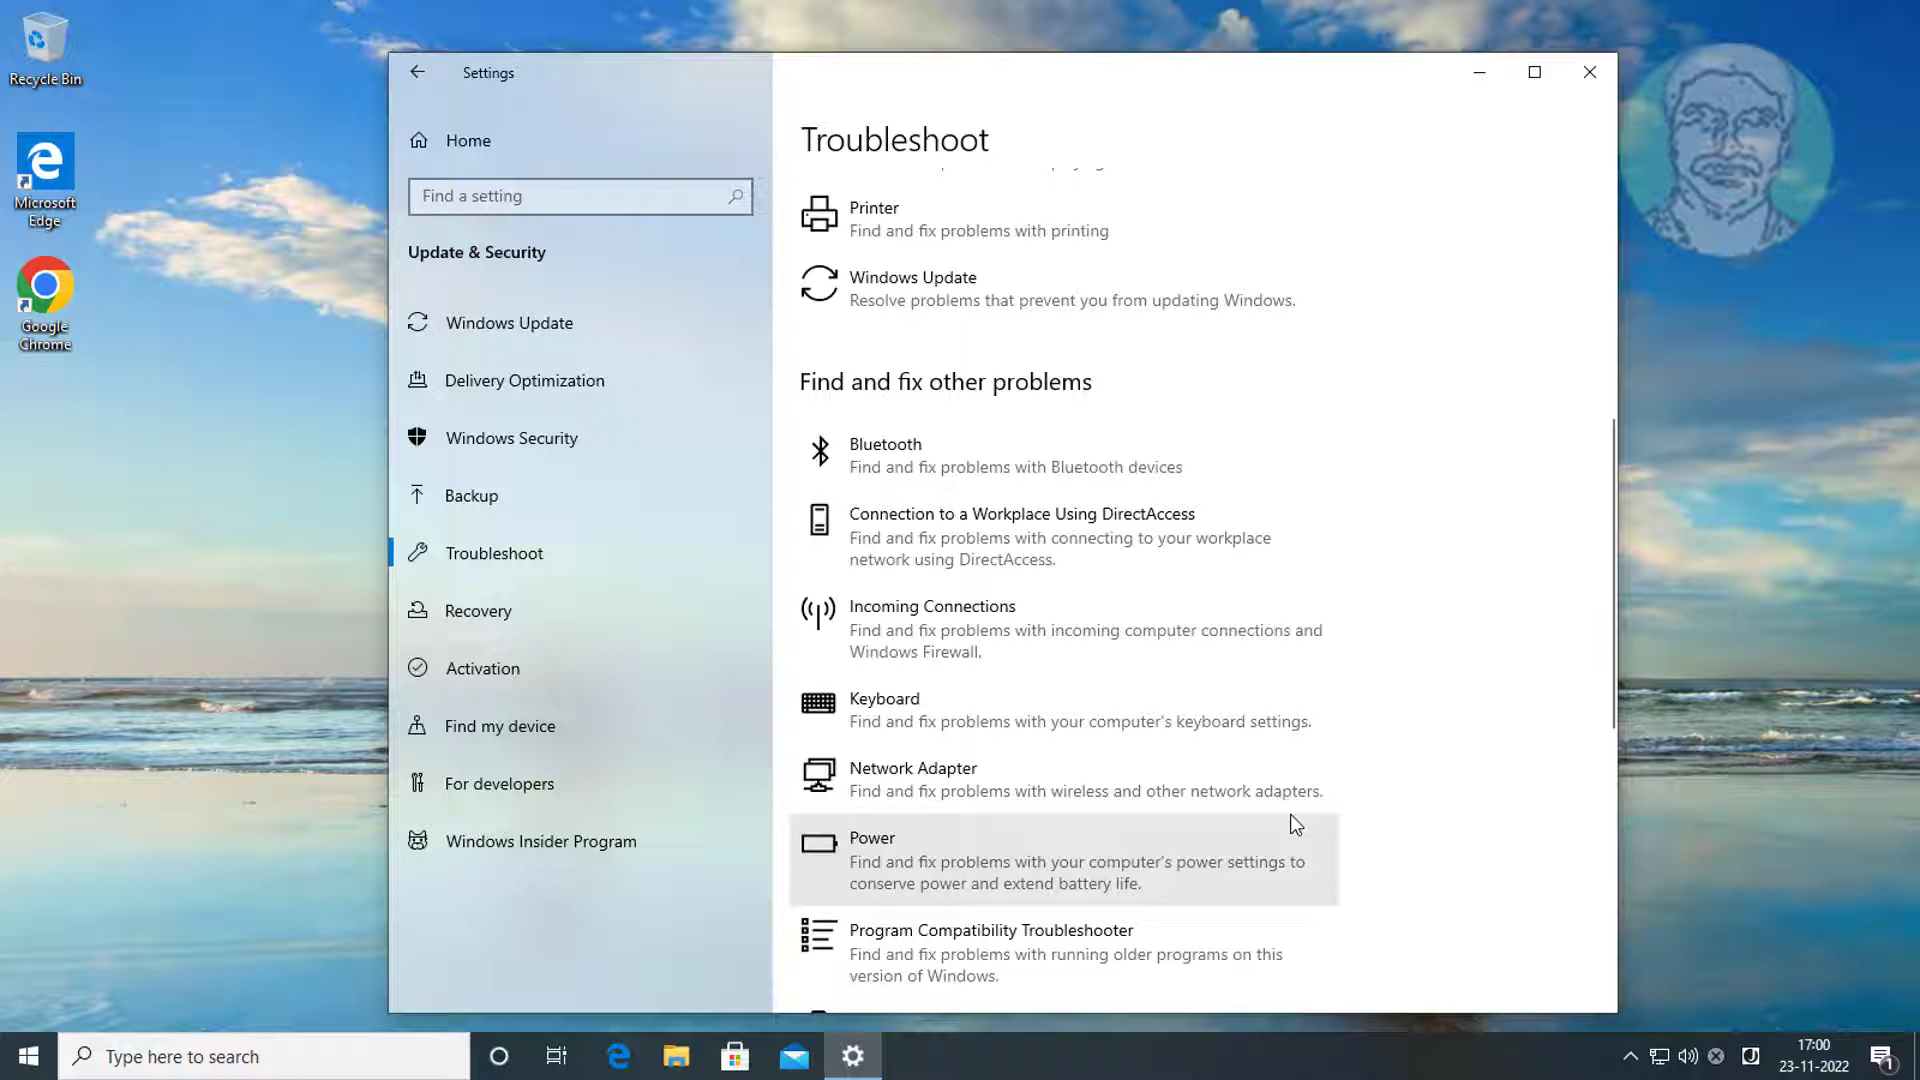 Recycle Bin
Microsoft
Edge
Google
Chrome
Settings
Home
Find a setting
Update & Security
Windows Update
Delivery Optimization
Windows Security
Backup
Troubleshoot
Recovery
Activation
Find my device
For developers
Windows Insider Program
Troubleshoot
Printer
Find and fix problems with printing
Windows Update
Resolve problems that prevent you from updating Windows.
Find and fix other problems
Bluetooth
Find and fix problems with Bluetooth devices
Connection to a Workplace Using DirectAccess
Find and fix problems with connecting to your workplace
network using DirectAccess.
Incoming Connections
Find and fix problems with incoming computer connections and
Windows Firewall.
Keyboard
Find and fix problems with your computer's keyboard settings.
Network Adapter
Find and fix problems with wireless and other network adapters.
Power
Find and fix problems with your computer's power settings to
conserve power and extend battery life.
Program Compatibility Troubleshooter
Find and fix problems with running older programs on this
version of Windows.
Type here to search
17:00
23-11-2022
1